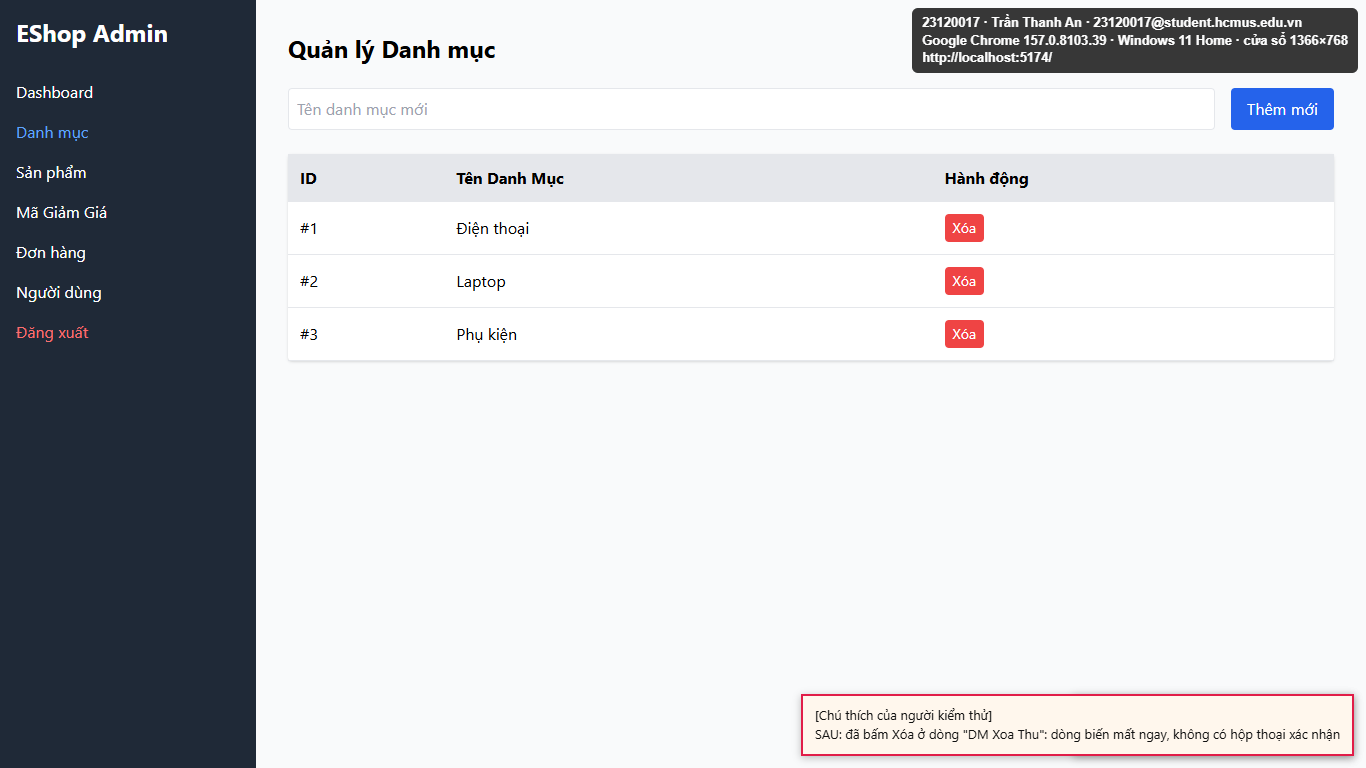 EShop Admin
Dashboard
Danh mục
Sản phẩm
Mã Giảm Giá
Đơn hàng
Người dùng
Đăng xuất
23120017 · Trần Thanh An · 23120017@student.hcmus.edu.vn
Google Chrome 157.0.8103.39 · Windows 11 Home · cửa sổ 1366×768
http://localhost:5174/
Quản lý Danh mục
Tên danh mục mới
Thêm mới
ID Tên Danh Mục Hành động
#1 Điện thoại Xóa
#2 Laptop Xóa
#3 Phụ kiện Xóa
[Chú thích của người kiểm thử]
SAU: đã bấm Xóa ở dòng "DM Xoa Thu": dòng biến mất ngay, không có hộp thoại xác nhận